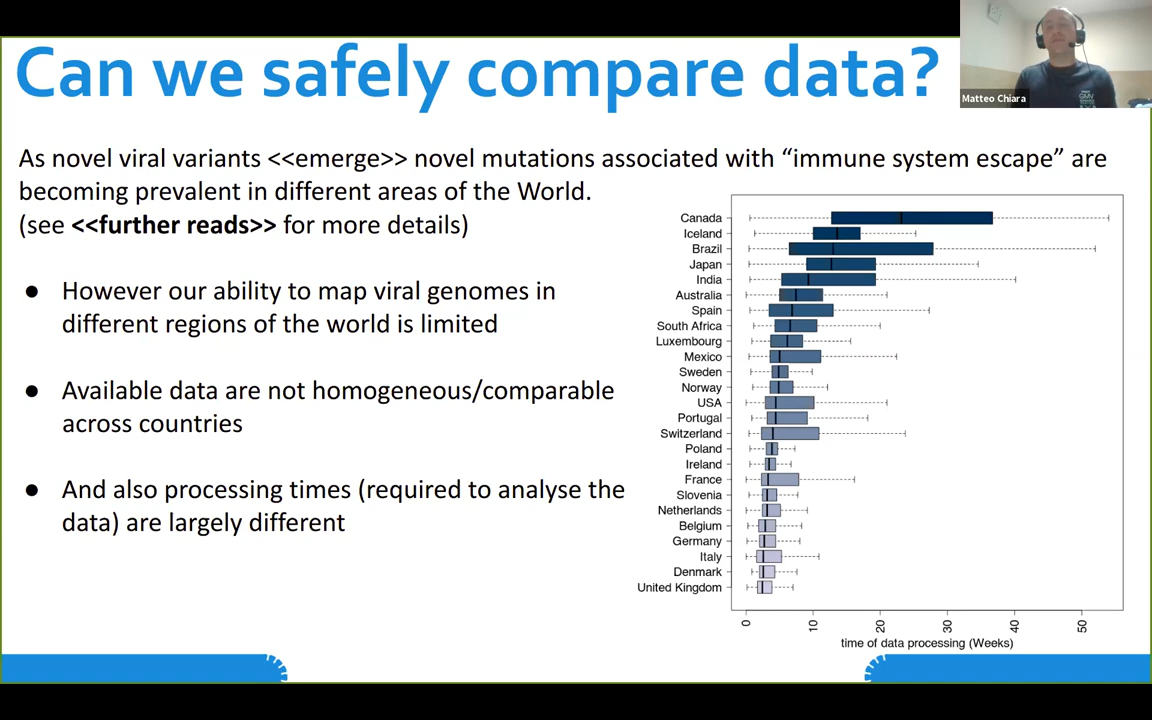 Can we safely compare data?
Matteo Chiara
As novel viral variants <<emerge>> novel mutations associated with “immune system escape” are
becoming prevalent in different areas of the World.
(see <<further reads>> for more details)
● However our ability to map viral genomes in
different regions of the world is limited
● Available data are not homogeneous/comparable
across countries
● And also processing times (required to analyse the
data) are largely different
Canada
Iceland
Brazil
Japan
India
Australia
Spain
South Africa
Luxembourg
Mexico
Sweden
Norway
USA
Portugal
Switzerland
Poland
Ireland
France
Slovenia
Netherlands
Belgium
Germany
Italy
Denmark
United Kingdom
0 10 20 30 40 50
time of data processing (Weeks)